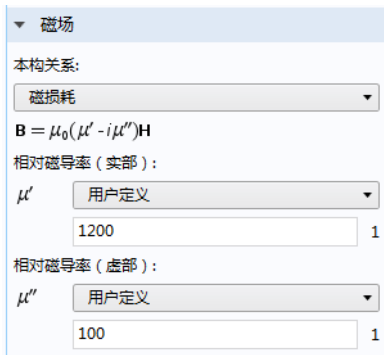 磁场
本构关系:
磁损耗
B = μ₀(μ′ - iμ″)H
相对磁导率（实部）:
μ′ 用户定义
1200 1
相对磁导率（虚部）:
μ″ 用户定义
100 1